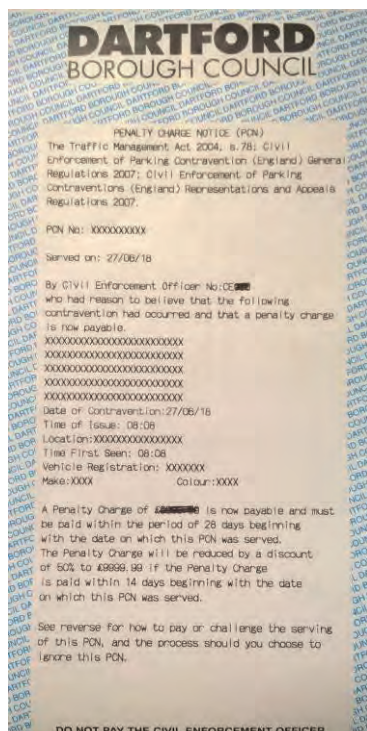 DARTFORD
BOROUGH COUNCIL
PENALTY CHARGE NOTICE (PCN)
The Traffic Management Act 2004, s.78; Civil
Enforcement of Parking Contravention (England) General
Regulations 2007; Civil Enforcement of Parking
Contraventions (England) Representations and Appeals
Regulations 2007.
PCN No: XXXXXXXXXX
Served on: 27/06/18
By Civil Enforcement Officer No:CE
who had reason to believe that the following
contravention had occurred and that a penalty charge
is now payable.
XXXXXXXXXXXXXXXXXXXXXXXXX
XXXXXXXXXXXXXXXXXXXXXXXXX
XXXXXXXXXXXXXXXXXXXXXXXXX
XXXXXXXXXXXXXXXXXXXXXXXXX
XXXXXXXXXXXXXXXXXXXXXXXXX
Date of Contravention:27/06/18
Time of Issue: 08:08
Location:XXXXXXXXXXXXXXXX
Time First Seen: 08:08
Vehicle Registration: XXXXXXX
Make:XXXX Colour:XXXX
A Penalty Charge of is now payable and must
be paid within the period of 28 days beginning
with the date on which this PCN was served.
The Penalty Charge will be reduced by a discount
of 50% to £9999.99 if the Penalty Charge
is paid within 14 days beginning with the date
on which this PCN was served.
See reverse for how to pay or challenge the serving
of this PCN, and the process should you choose to
ignore this PCN.
DO NOT PAY THE CIVIL ENFORCEMENT OFFICER